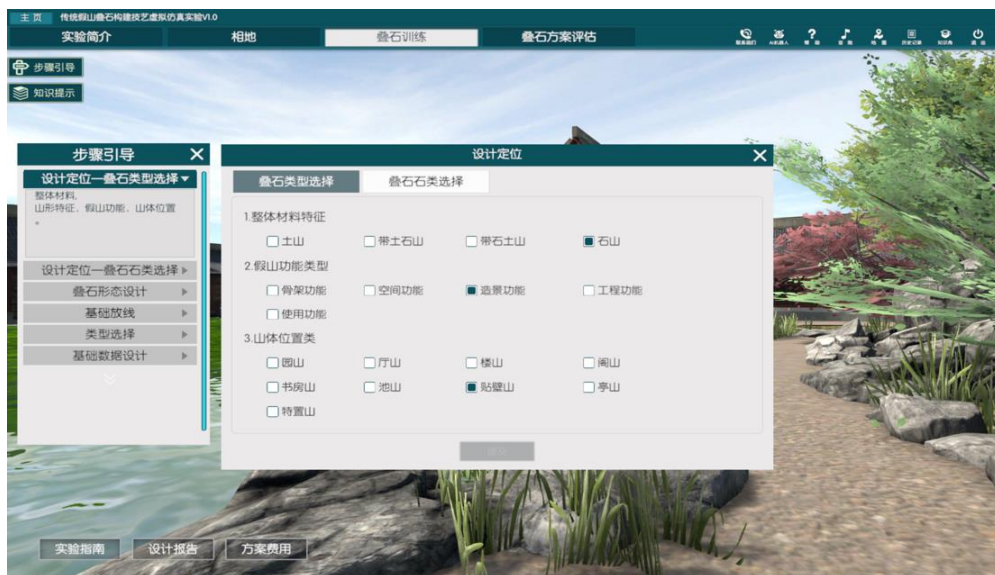 主页 传统假山叠石构建技艺虚拟仿真实验V1.0
实验简介 相地 叠石训练 叠石方案评估
步骤引导
知识提示
步骤引导
设计定位—叠石类型选择
整体材料,
山形特征、假山功能、山体位置
。
设计定位—叠石石类选择
叠石形态设计
基础放线
类型选择
基础数据设计
设计定位
叠石类型选择 叠石石类选择
1.整体材料特征
土山 带土石山 带石土山 石山
2.假山功能类型
骨架功能 空间功能 造景功能 工程功能
使用功能
3.山体位置类
园山 厅山 楼山 阁山
书房山 池山 贴壁山 亭山
特置山
实验指南 设计报告 方案费用